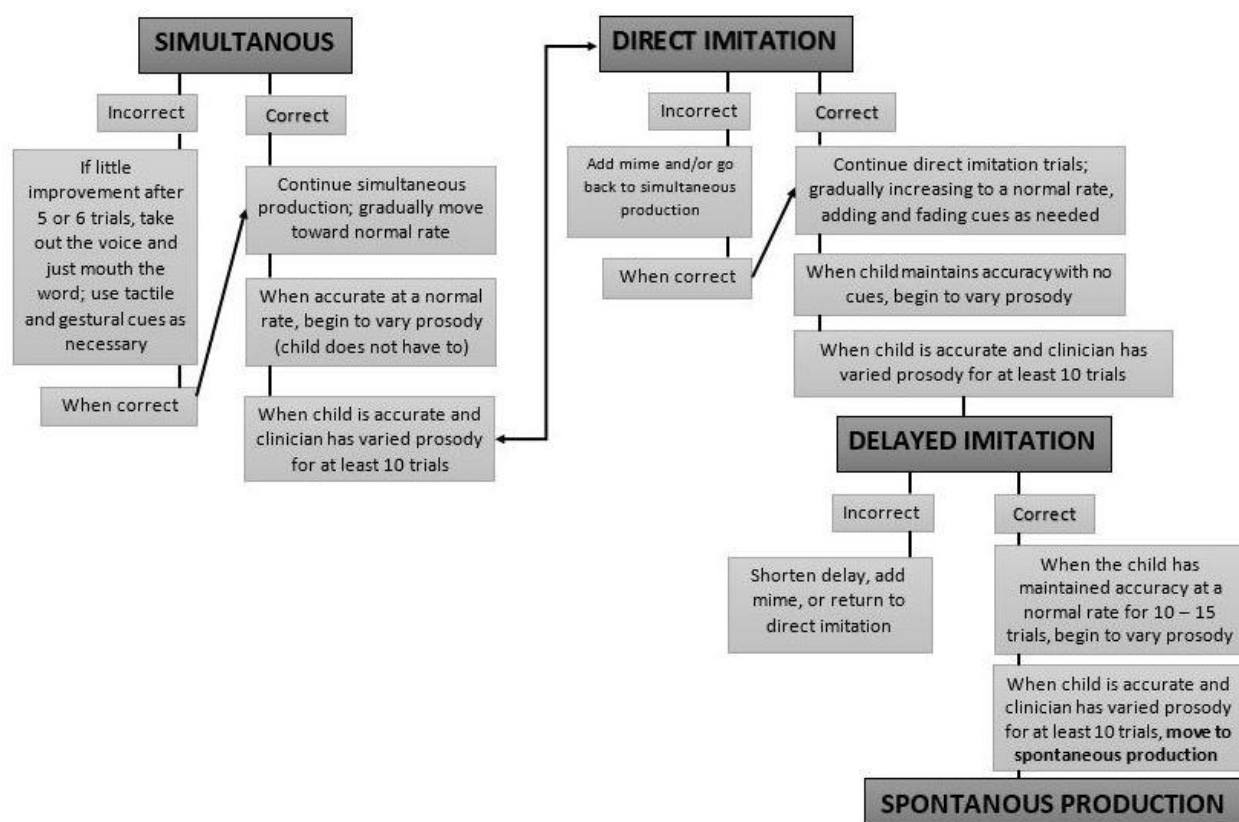 SIMULTANOUS
Incorrect
Correct
If little
improvement after
5 or 6 trials, take
out the voice and
just mouth the
word; use tactile
and gestural cues as
necessary
When correct
Continue simultaneous
production; gradually move
toward normal rate
When accurate at a normal
rate, begin to vary prosody
(child does not have to)
When child is accurate and
clinician has varied prosody
for at least 10 trials
DIRECT IMITATION
Incorrect
Correct
Add mime and/or go
back to simultaneous
production
When correct
Continue direct imitation trials;
gradually increasing to a normal rate,
adding and fading cues as needed
When child maintains accuracy with no
cues, begin to vary prosody
When child is accurate and clinician has
varied prosody for at least 10 trials
DELAYED IMITATION
Incorrect
Correct
Shorten delay, add
mime, or return to
direct imitation
When the child has
maintained accuracy at a
normal rate for 10 – 15
trials, begin to vary prosody
When child is accurate and
clinician has varied prosody
for at least 10 trials, move to
spontaneous production
SPONTANOUS PRODUCTION